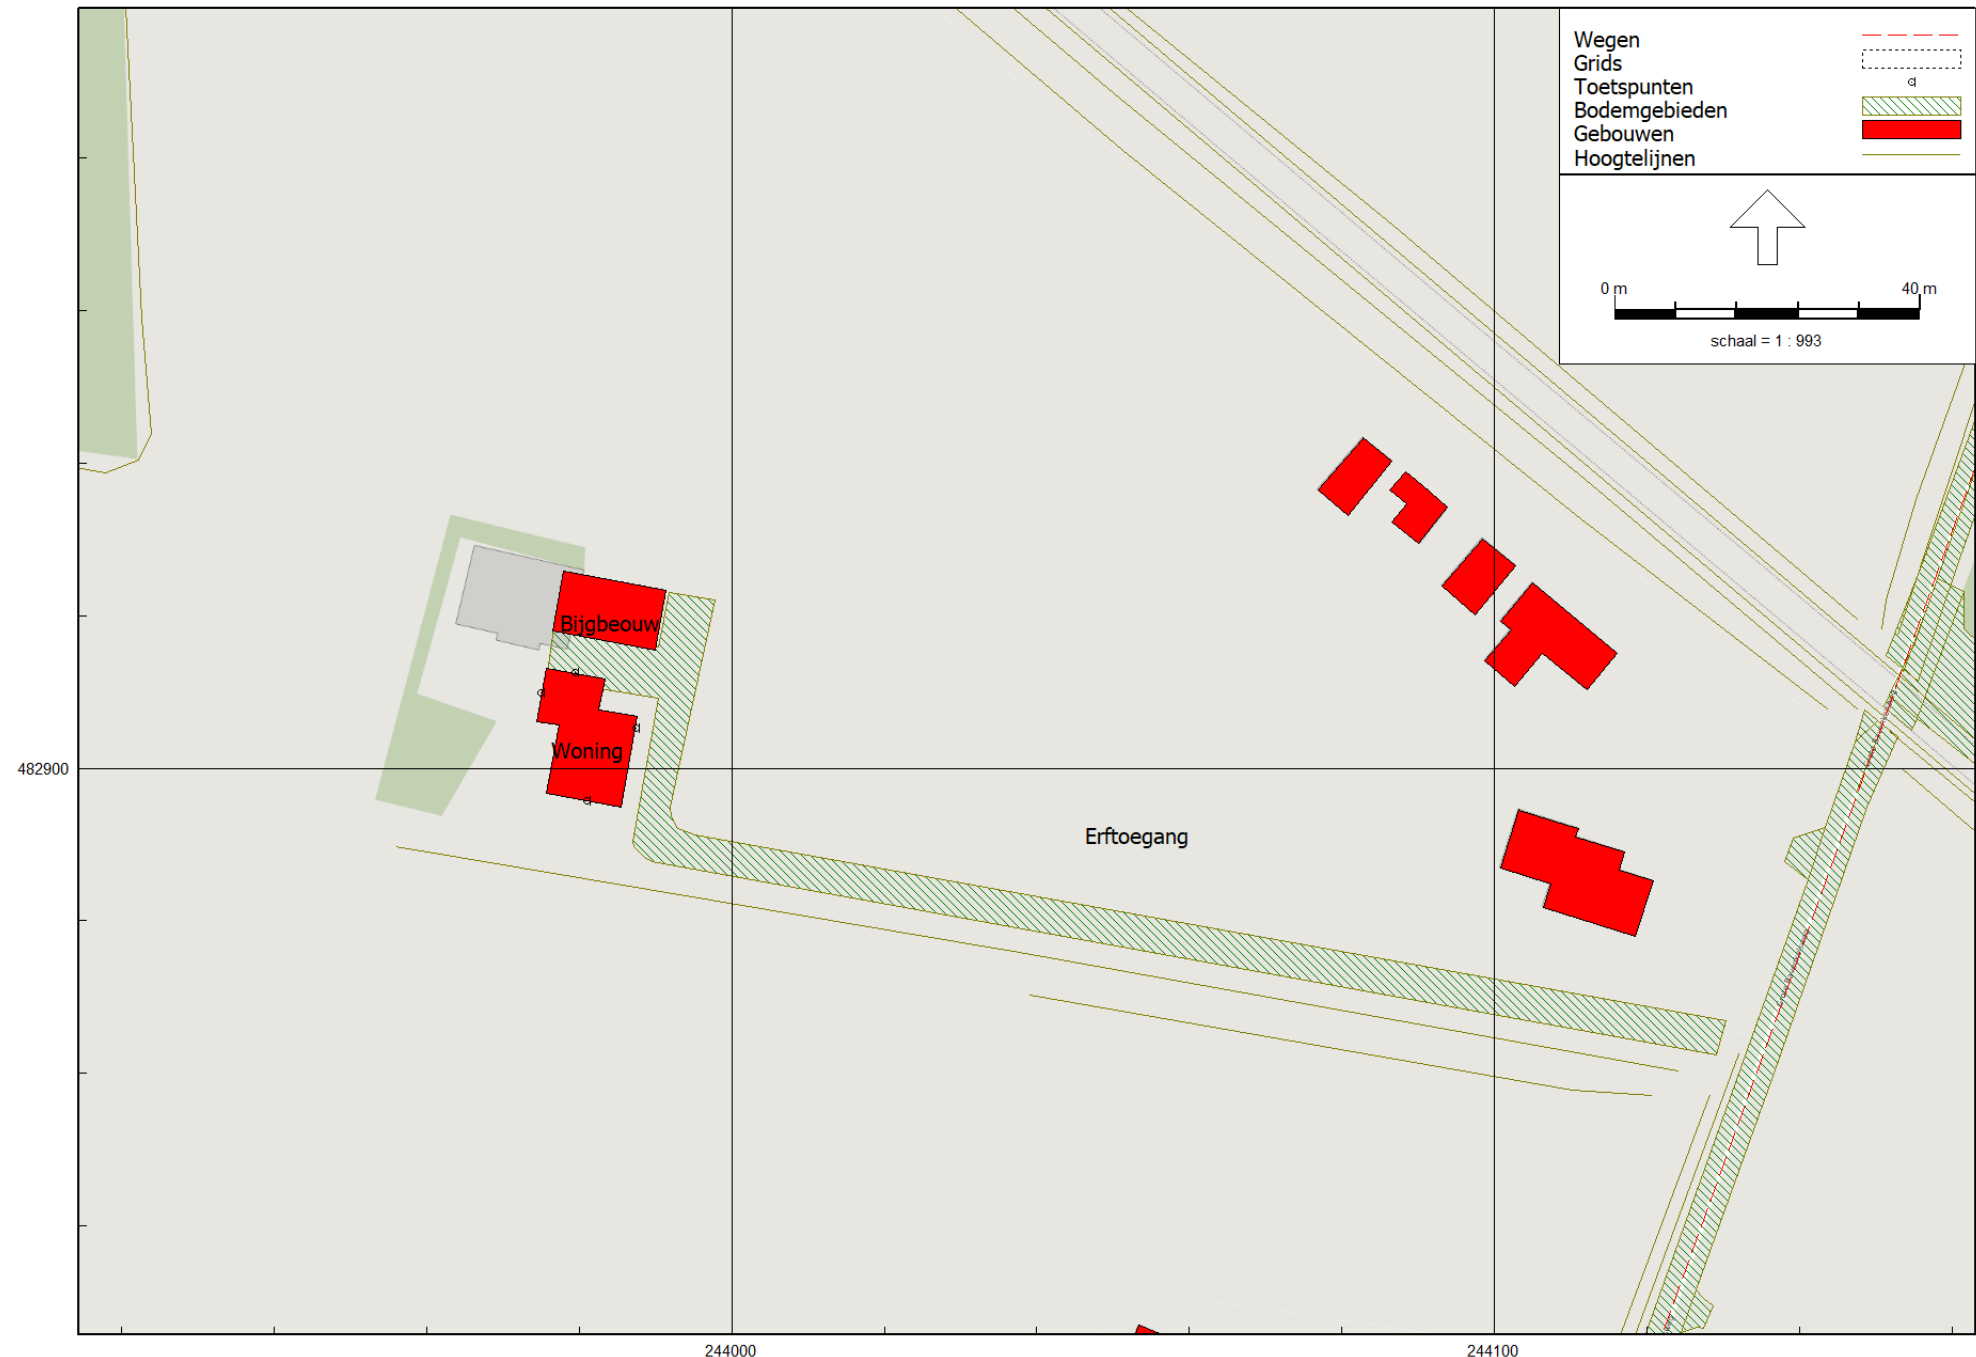 Wegen
Grids
Toetspunten
Bodemgebieden
Gebouwen
Hoogtelijnen
0 m 40 m
schaal = 1 : 993
Bijgbeouw
Woning
482900
Erftoegang
244000 244100